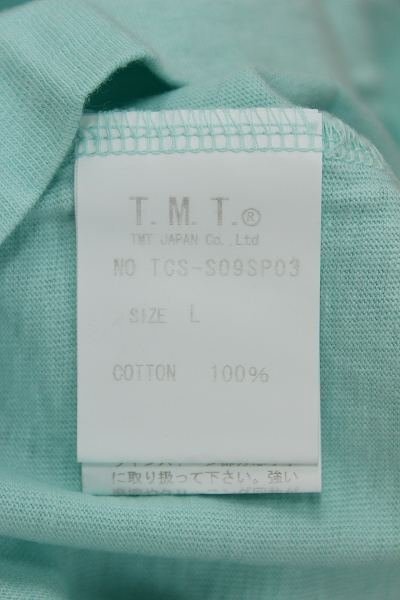 T.M.T.®
TMT JAPAN Co.,Ltd
NO TCS-S09SP03
SIZE L
COTTON 100%
に取り扱って下さい。強い